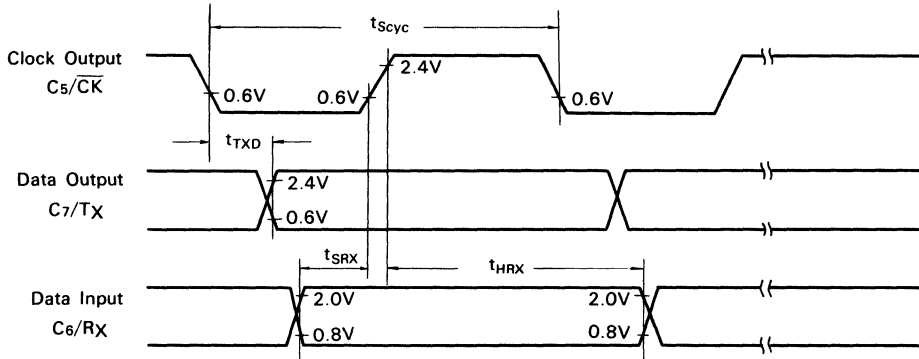 tScyc
Clock Output
C5/CK
2.4V
0.6V
0.6V
0.6V
tTXD
Data Output
C7/TX
2.4V
0.6V
tSRX
tHRX
Data Input
C6/RX
2.0V
2.0V
0.8V
0.8V